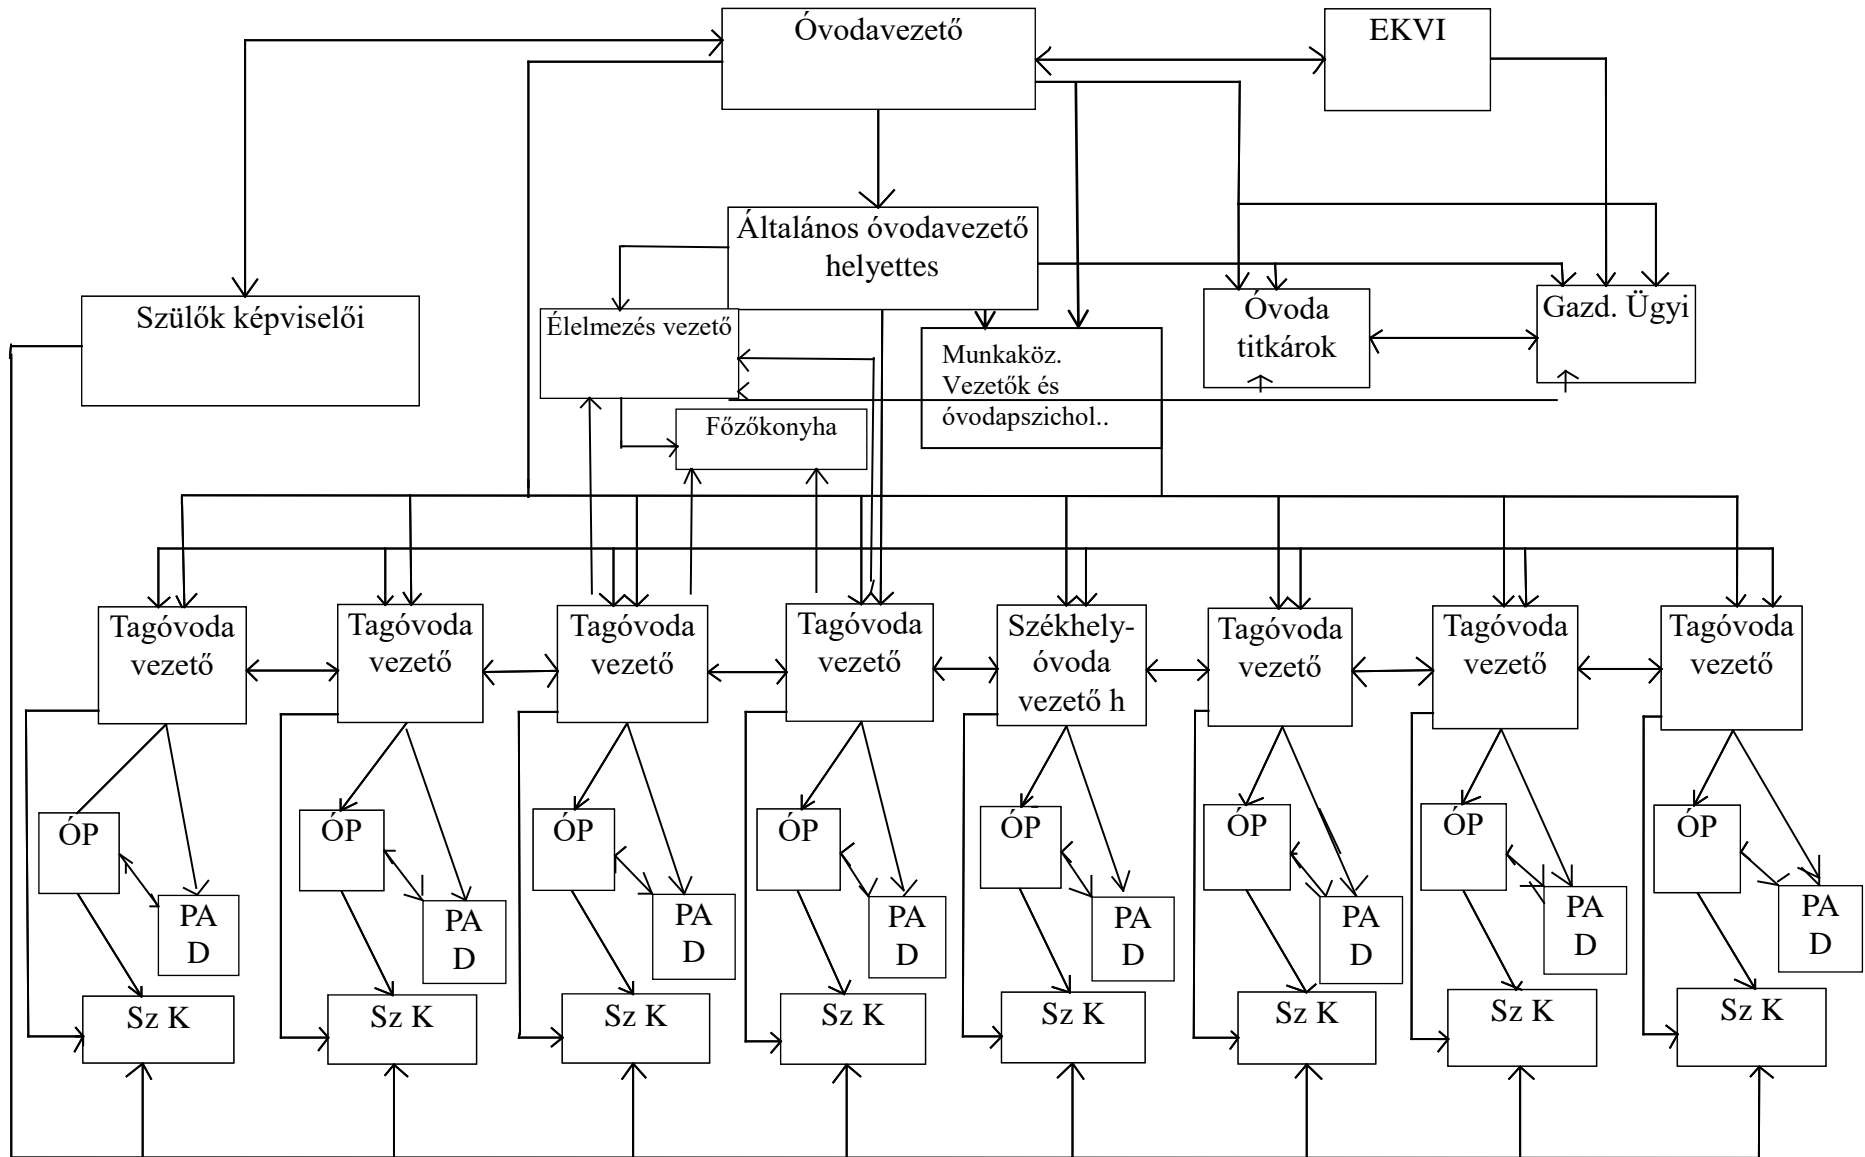 Óvodavezető
EKVI
Általános óvodavezető
helyettes
Szülők képviselői
Élelmezés vezető
Óvoda
titkárok
Gazd. Ügyi
Munkaköz.
Vezetők és
óvodapszichol..
Főzőkonyha
Tagóvoda
vezető
Tagóvoda
vezető
Tagóvoda
vezető
Tagóvoda
vezető
Székhely-
óvoda
vezető h
Tagóvoda
vezető
Tagóvoda
vezető
Tagóvoda
vezető
ÓP
ÓP
ÓP
ÓP
ÓP
ÓP
ÓP
ÓP
PA
D
PA
D
PA
D
PA
D
PA
D
PA
D
PA
D
PA
D
Sz K
Sz K
Sz K
Sz K
Sz K
Sz K
Sz K
Sz K